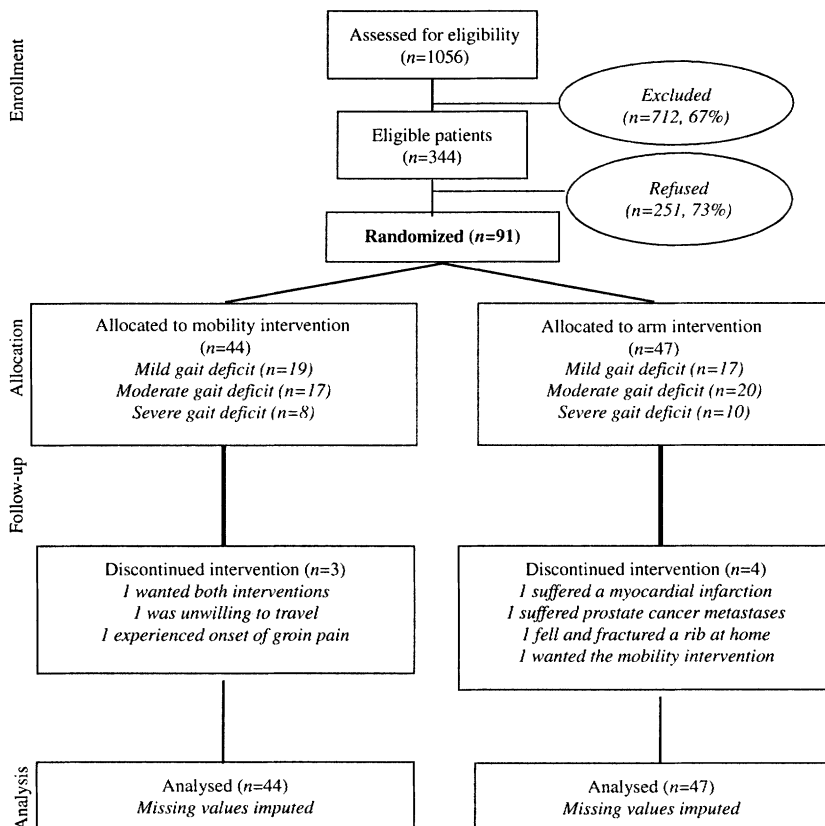 Enrollment
Assessed for eligibility
(n=1056)
Excluded
(n=712, 67%)
Eligible patients
(n=344)
Refused
(n=251, 73%)
Randomized (n=91)
Allocation
Allocated to mobility intervention
(n=44)
Mild gait deficit (n=19)
Moderate gait deficit (n=17)
Severe gait deficit (n=8)
Allocated to arm intervention
(n=47)
Mild gait deficit (n=17)
Moderate gait deficit (n=20)
Severe gait deficit (n=10)
Follow-up
Discontinued intervention (n=3)
1 wanted both interventions
1 was unwilling to travel
1 experienced onset of groin pain
Discontinued intervention (n=4)
1 suffered a myocardial infarction
1 suffered prostate cancer metastases
1 fell and fractured a rib at home
1 wanted the mobility intervention
Analysis
Analysed (n=44)
Missing values imputed
Analysed (n=47)
Missing values imputed